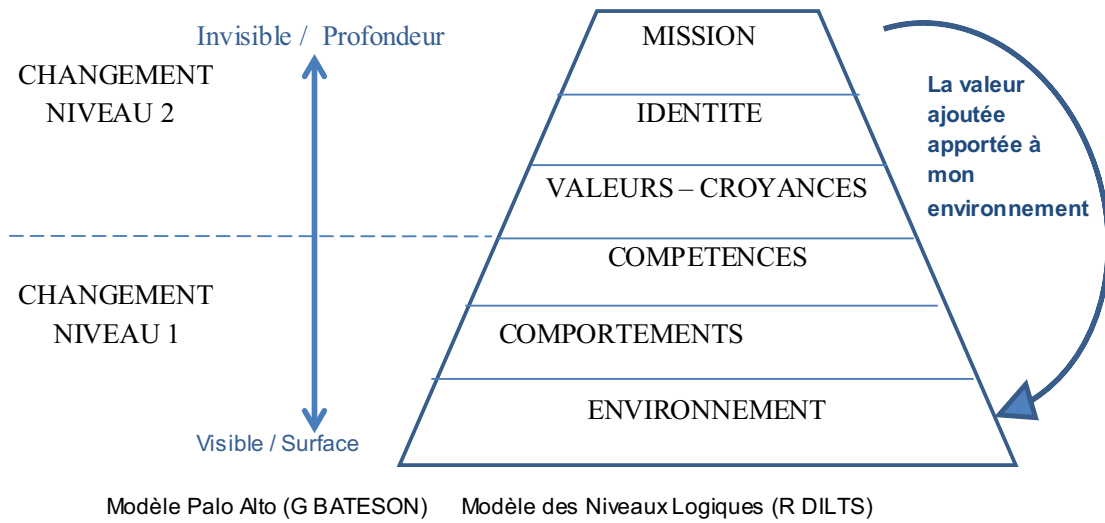 Invisible / Profondeur
CHANGEMENT
NIVEAU 2
MISSION
IDENTITE
VALEURS – CROYANCES
La valeur
ajoutée
apportée à
mon
environnement
CHANGEMENT
NIVEAU 1
COMPETENCES
COMPORTEMENTS
ENVIRONNEMENT
Visible / Surface
Modèle Palo Alto (G BATESON) Modèle des Niveaux Logiques (R DILTS)